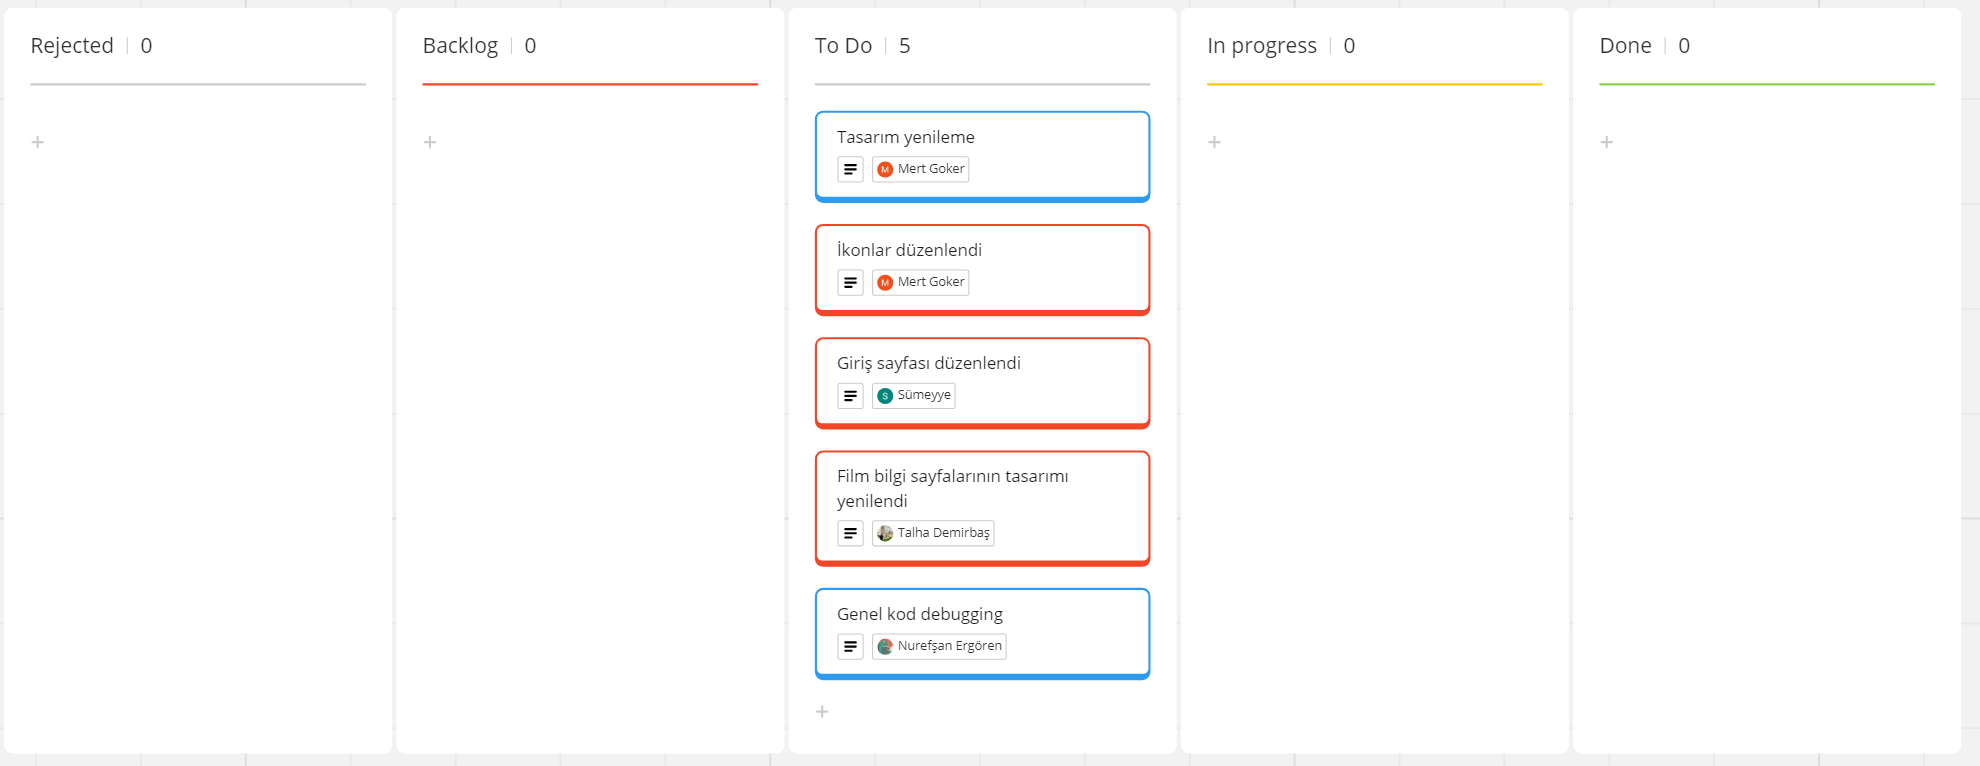 Rejected | 0
Backlog | 0
To Do | 5
Tasarım yenileme
M Mert Goker
İkonlar düzenlendi
M Mert Goker
Giriş sayfası düzenlendi
S Sümeyye
Film bilgi sayfalarının tasarımı
yenilendi
Talha Demirbaş
Genel kod debugging
Nurefşan Ergören
In progress | 0
Done | 0